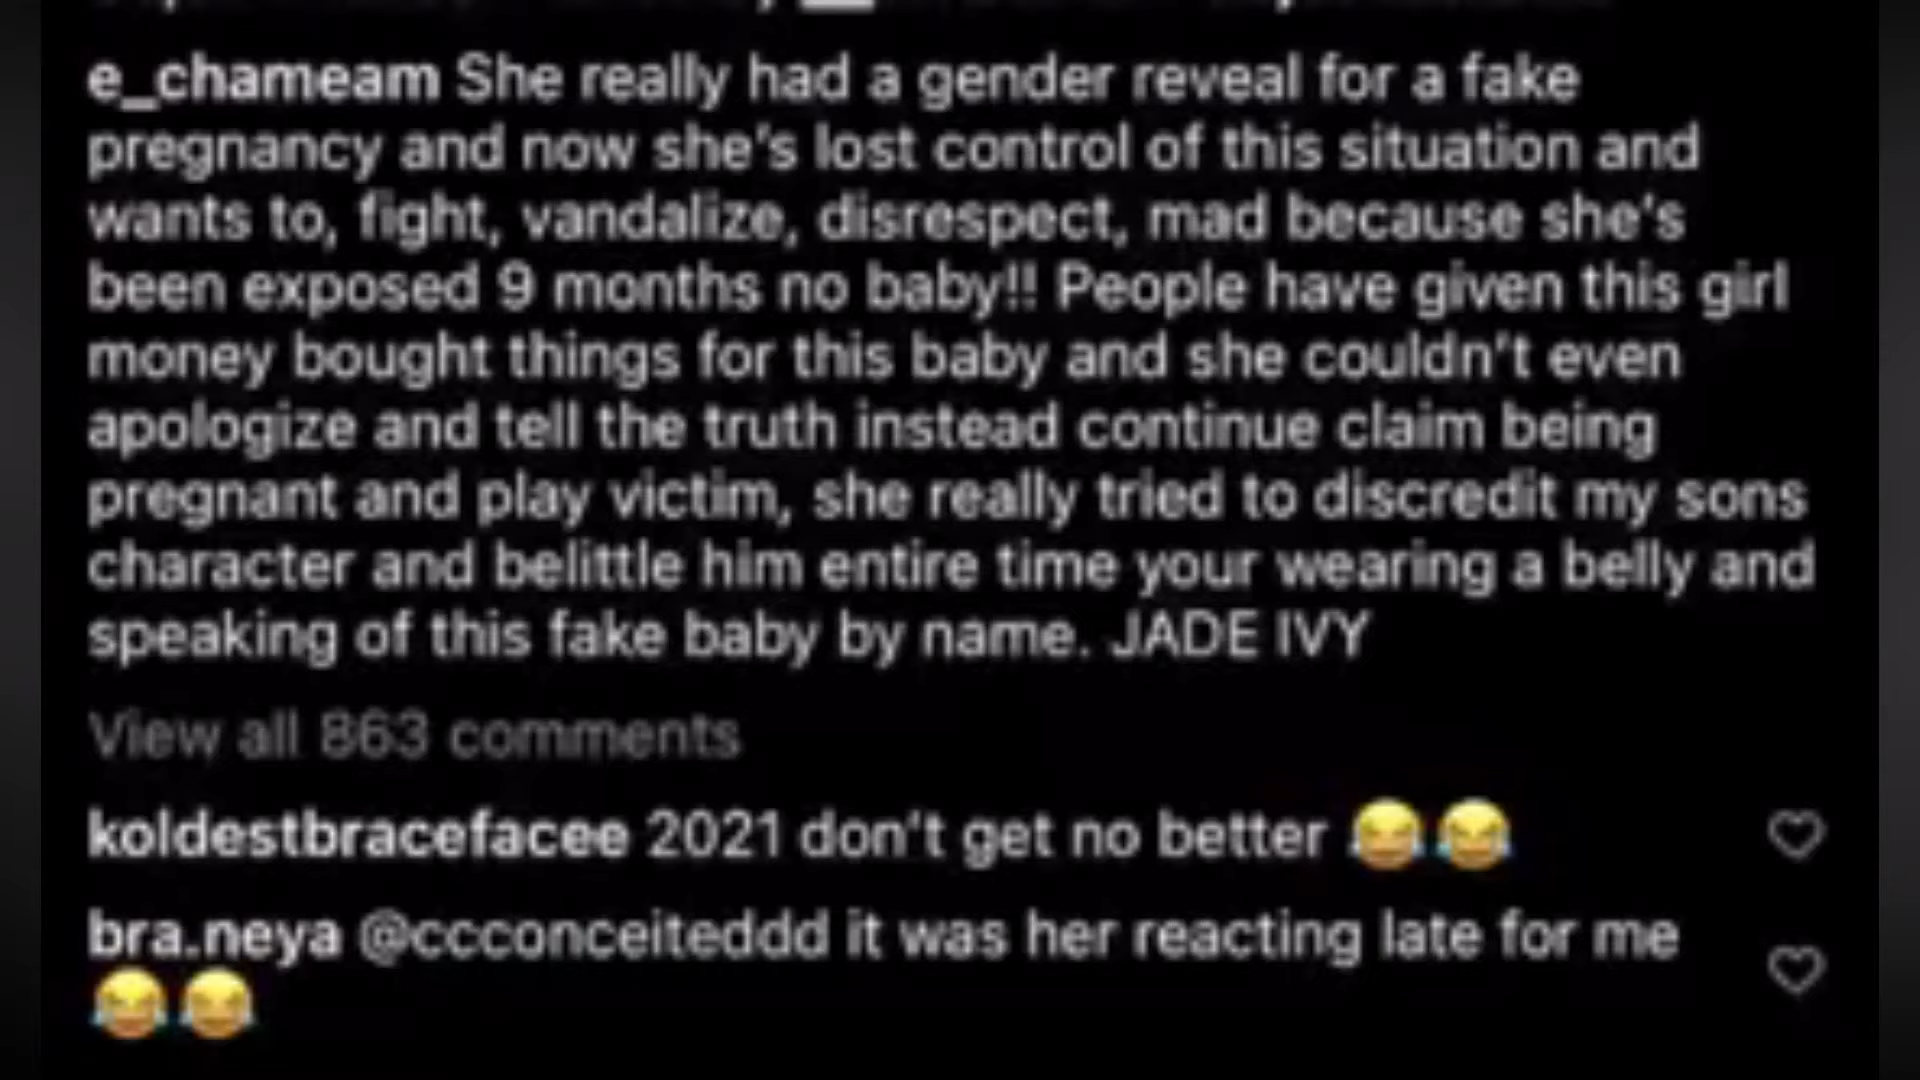 e_chameam She really had a gender reveal for a fake
pregnancy and now she's lost control of this situation and
wants to, fight, vandalize, disrespect, mad because she's
been exposed 9 months no baby!! People have given this girl
money bought things for this baby and she couldn't even
apologize and tell the truth instead continue claim being
pregnant and play victim, she really tried to discredit my sons
character and belittle him entire time your wearing a belly and
speaking of this fake baby by name. JADE IVY
View all 863 comments
koldestbracefacee 2021 don't get no better 😂😂
bra.neya @ccconceiteddd it was her reacting late for me
😂😂